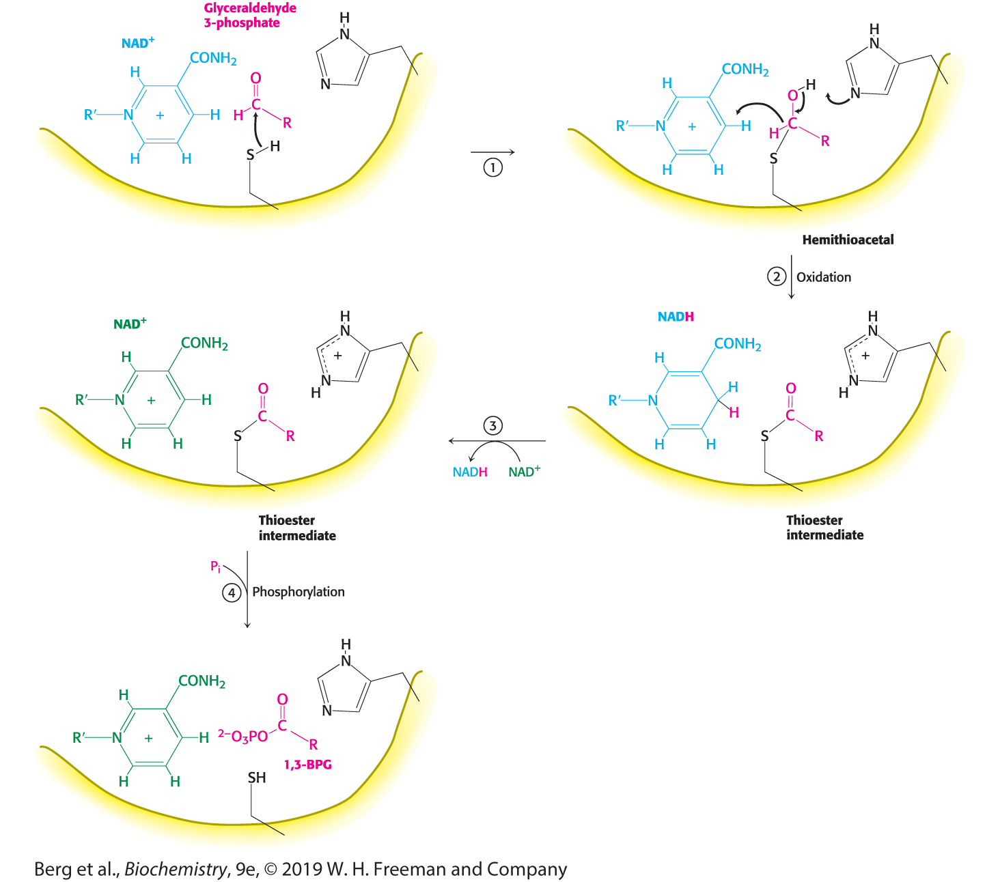 Glyceraldehyde
3-phosphate
NAD⁺
CONH₂
H
R′
N
+
H
H
H
O
H
C
R
S
H
H
N
N
1
CONH₂
H
R′
N
+
H
H
H
O
H
H
C
R
S
H
N
N
Hemithioacetal
2
Oxidation
NADH
CONH₂
H
R′
N
H
H
H
H
O
C
S
R
H
N
+
N
H
Thioester
intermediate
3
NADH
NAD⁺
NAD⁺
CONH₂
H
R′
N
+
H
H
H
O
C
S
R
H
N
+
N
H
Thioester
intermediate
Pᵢ
4
Phosphorylation
CONH₂
H
R′
N
+
H
H
H
O
C
²⁻O₃PO
R
1,3-BPG
SH
H
N
N
Berg et al., Biochemistry, 9e, © 2019 W. H. Freeman and Company